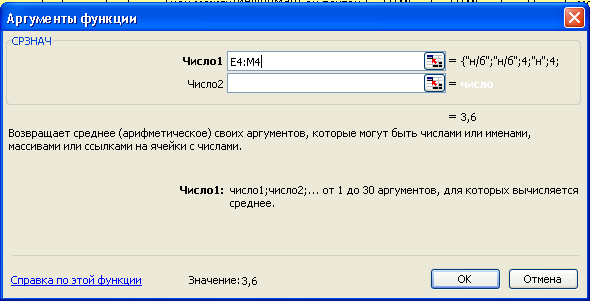 Аргументы функции
СРЗНАЧ
Число1 E4:M4 = {"н/б";"н/б";4;"н";4;
Число2 = число
= 3,6
Возвращает среднее (арифметическое) своих аргументов, которые могут быть числами или именами,
массивами или ссылками на ячейки с числами.
Число1: число1;число2;... от 1 до 30 аргументов, для которых вычисляется
среднее.
Справка по этой функции Значение:3,6 ОК Отмена